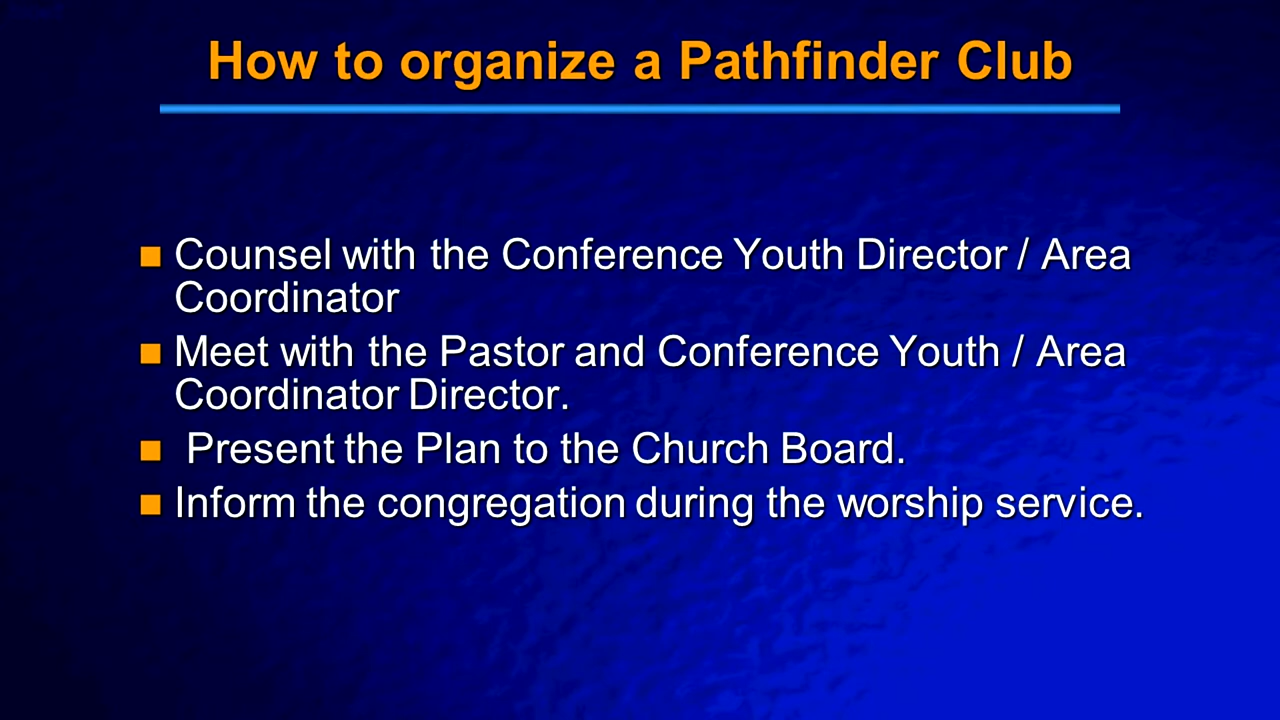 How to organize a Pathfinder Club
Counsel with the Conference Youth Director / Area
Coordinator
Meet with the Pastor and Conference Youth / Area
Coordinator Director.
Present the Plan to the Church Board.
Inform the congregation during the worship service.